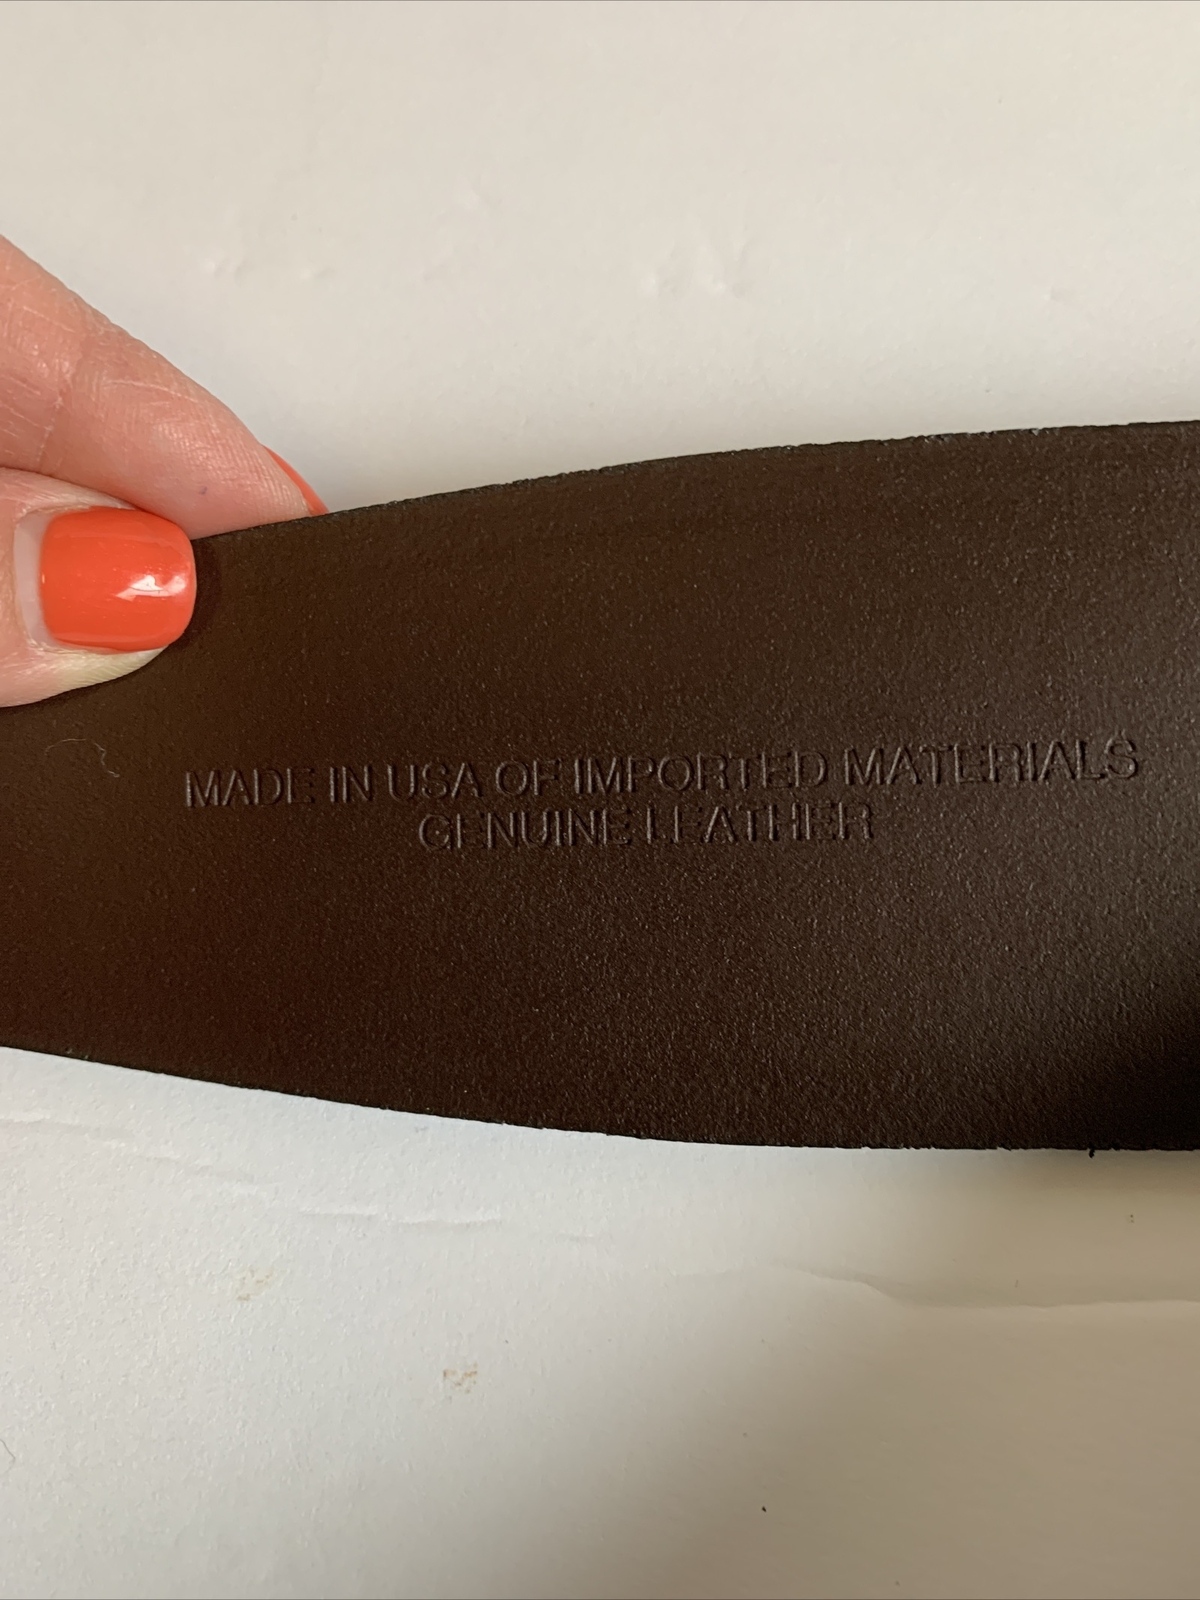 MADE IN USA OF IMPORTED MATERIALS
GENUINE LEATHER